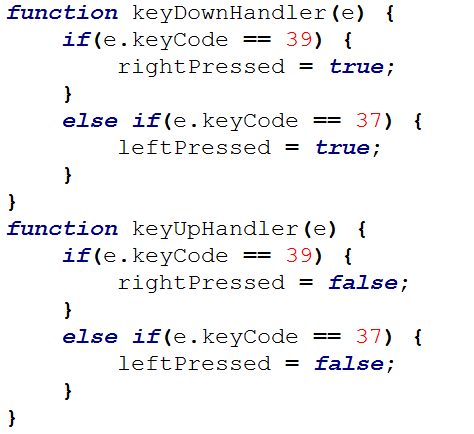 function keyDownHandler(e) {
    if(e.keyCode == 39) {
        rightPressed = true;
    }
    else if(e.keyCode == 37) {
        leftPressed = true;
    }
}
function keyUpHandler(e) {
    if(e.keyCode == 39) {
        rightPressed = false;
    }
    else if(e.keyCode == 37) {
        leftPressed = false;
    }
}